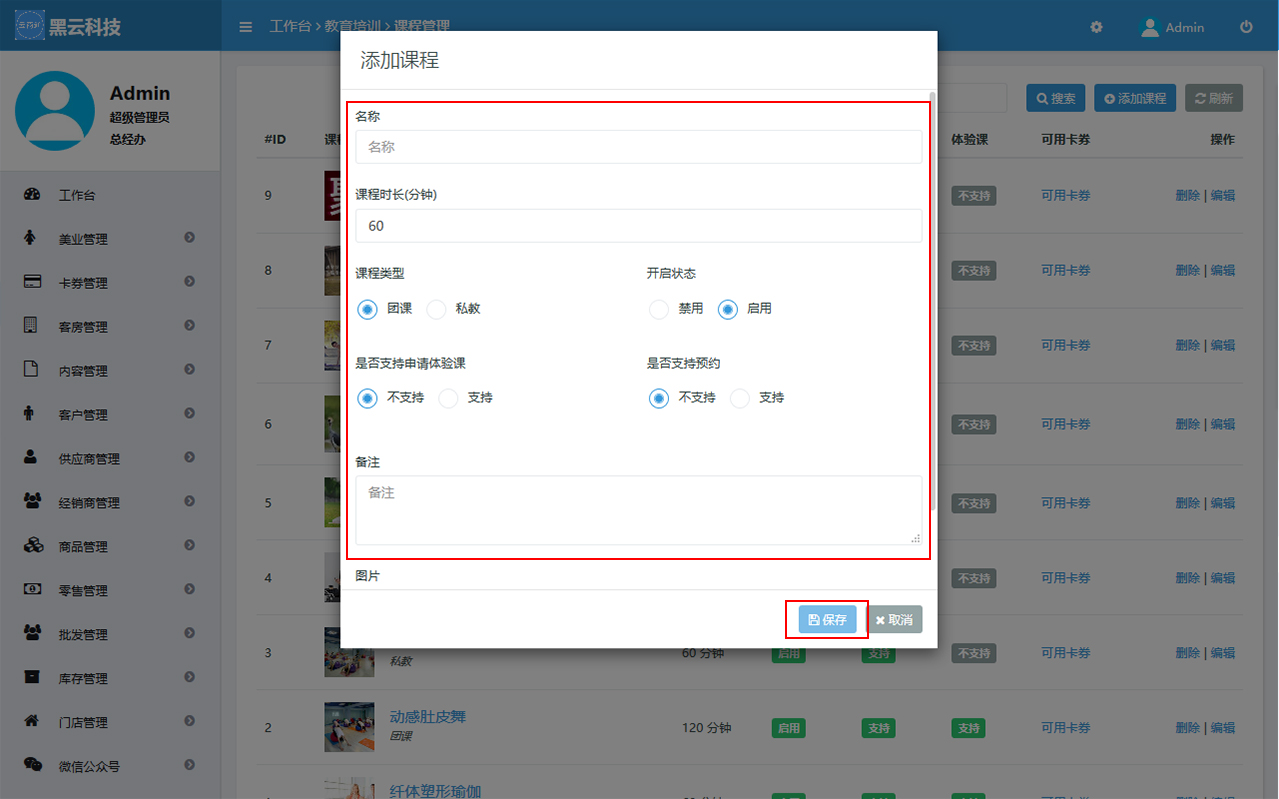 黑云科技
工作台 > 教育培训 > 课程管理
Admin
Admin
超级管理员
总经办
工作台
美业管理
卡券管理
客房管理
内容管理
客户管理
供应商管理
经销商管理
商品管理
零售管理
批发管理
库存管理
门店管理
微信公众号
搜索 添加课程 刷新
#ID 体验课 可用卡券 操作
9 不支持 可用卡券 删除 | 编辑
8 不支持 可用卡券 删除 | 编辑
7 不支持 可用卡券 删除 | 编辑
6 不支持 可用卡券 删除 | 编辑
5 不支持 可用卡券 删除 | 编辑
4 不支持 可用卡券 删除 | 编辑
3 私教 60 分钟 启用 支持 不支持 可用卡券 删除 | 编辑
2 动感肚皮舞 120 分钟 启用 支持 支持 可用卡券 删除 | 编辑
团课
纤体塑形瑜伽
添加课程
名称
名称
课程时长(分钟)
60
课程类型 开启状态
团课 私教 禁用 启用
是否支持申请体验课 是否支持预约
不支持 支持 不支持 支持
备注
备注
图片
保存 取消